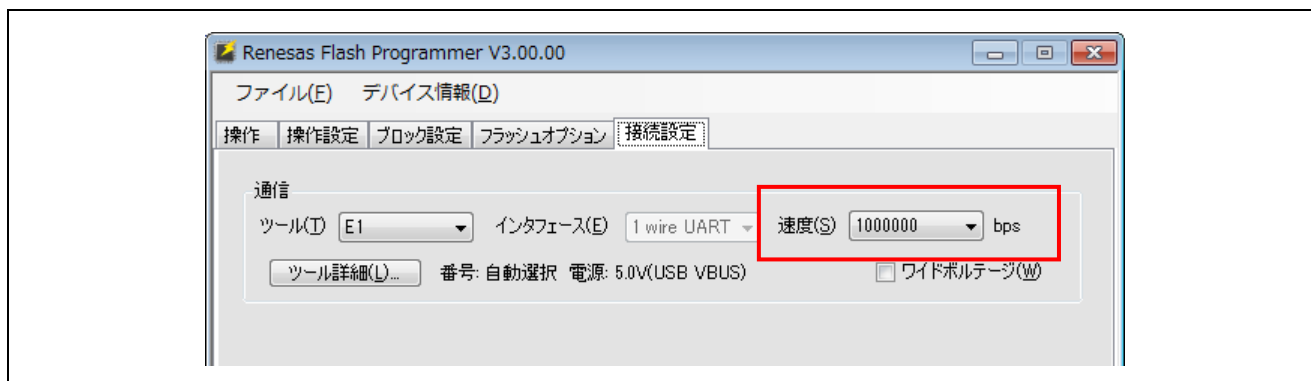 Renesas Flash Programmer V3.00.00
ファイル(F) デバイス情報(D)
操作 操作設定 ブロック設定 フラッシュオプション 接続設定
通信
ツール(T) E1 インタフェース(E) 1 wire UART 速度(S) 1000000 bps
ツール詳細(L)... 番号: 自動選択 電源: 5.0V(USB VBUS) ワイドボルテージ(W)